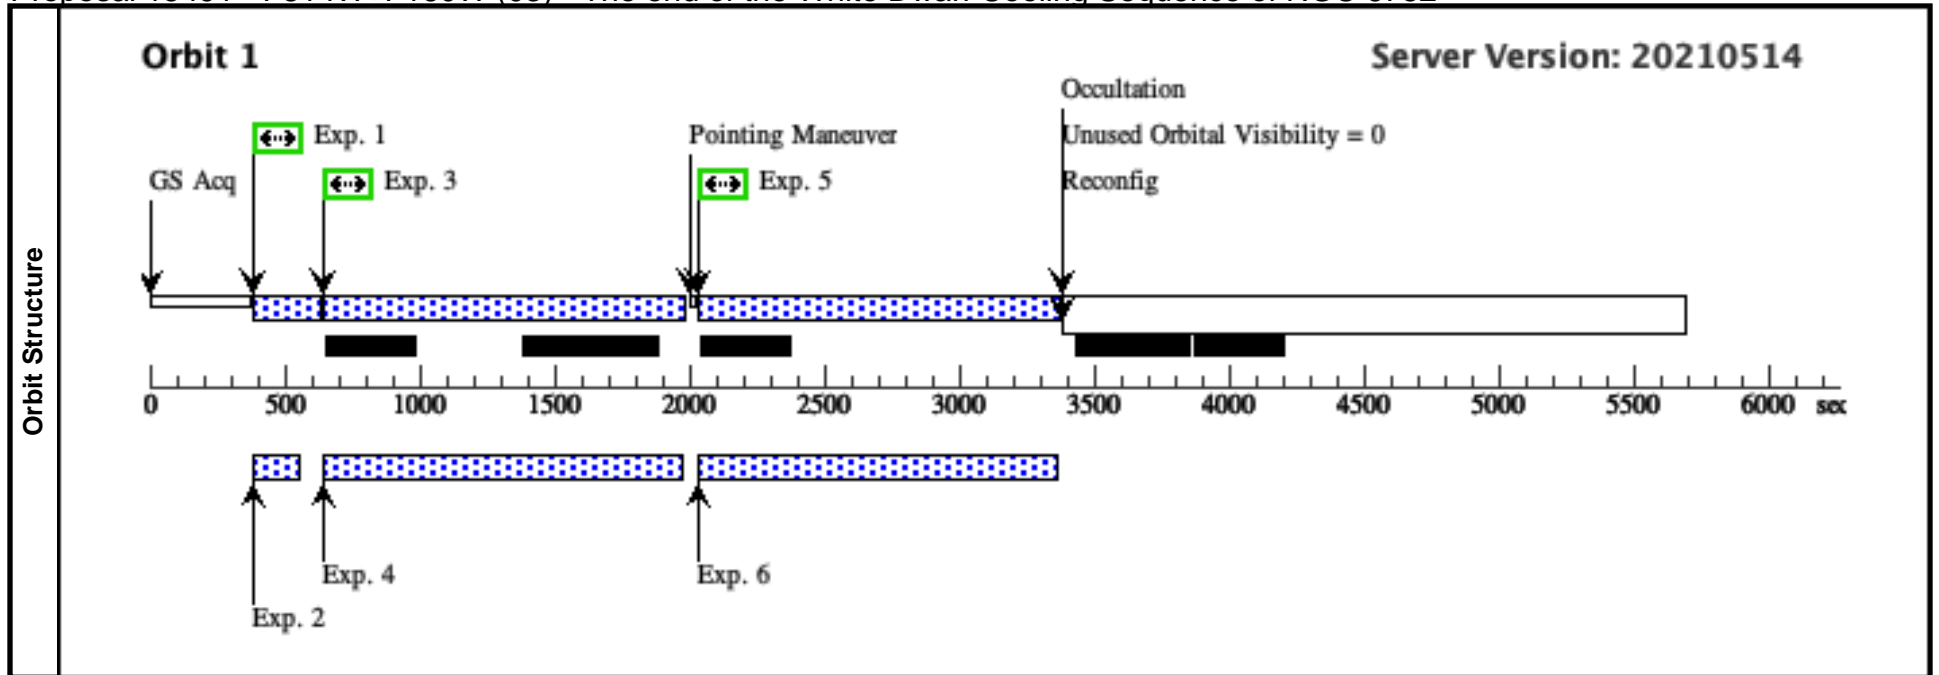 Orbit 1
Server Version: 20210514
Occultation
Exp. 1
Pointing Maneuver
Unused Orbital Visibility = 0
GS Acq
Exp. 3
Exp. 5
Reconfig
Orbit Structure
0 500 1000 1500 2000 2500 3000 3500 4000 4500 5000 5500 6000 sec
Exp. 4
Exp. 6
Exp. 2